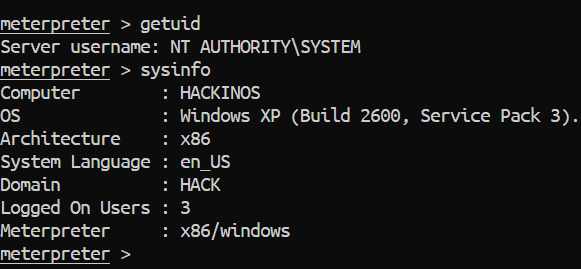 meterpreter > getuid
Server username: NT AUTHORITY\SYSTEM
meterpreter > sysinfo
Computer        : HACKINOS
OS              : Windows XP (Build 2600, Service Pack 3).
Architecture    : x86
System Language : en_US
Domain          : HACK
Logged On Users : 3
Meterpreter     : x86/windows
meterpreter >